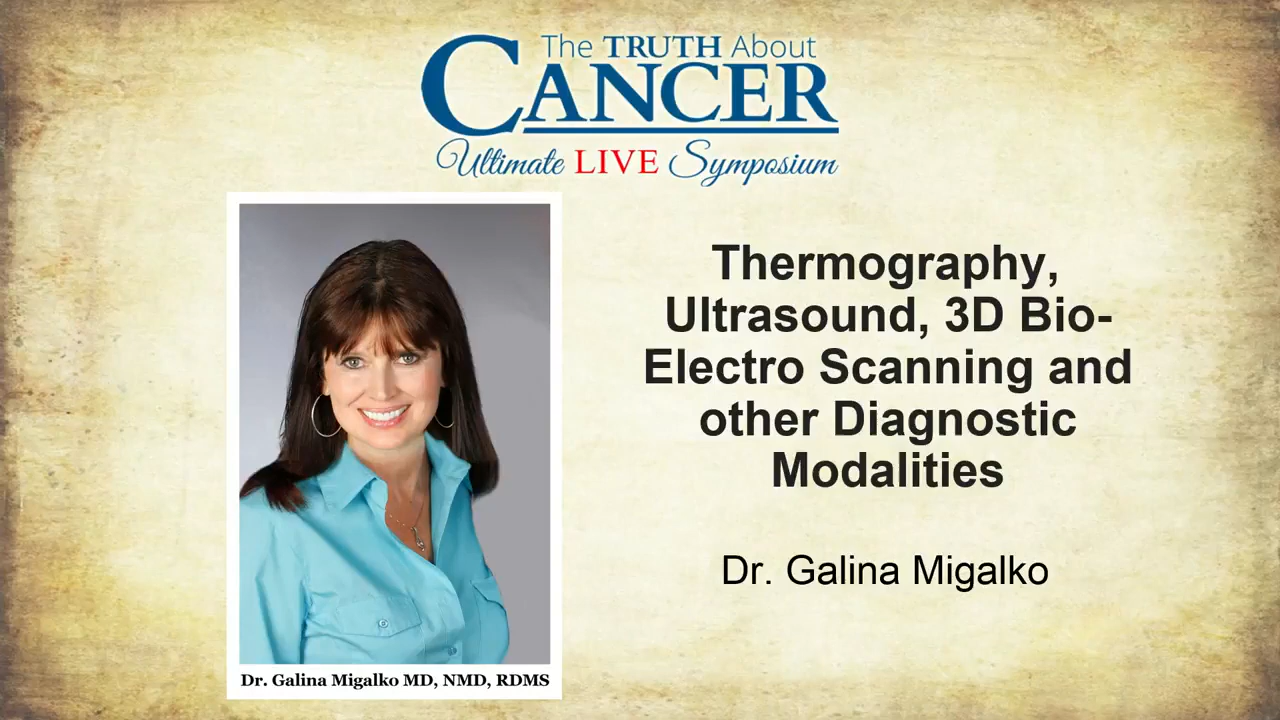 The TRUTH About
CANCER
Ultimate LIVE Symposium
Thermography,
Ultrasound, 3D Bio-
Electro Scanning and
other Diagnostic
Modalities
Dr. Galina Migalko
Dr. Galina Migalko MD, NMD, RDMS